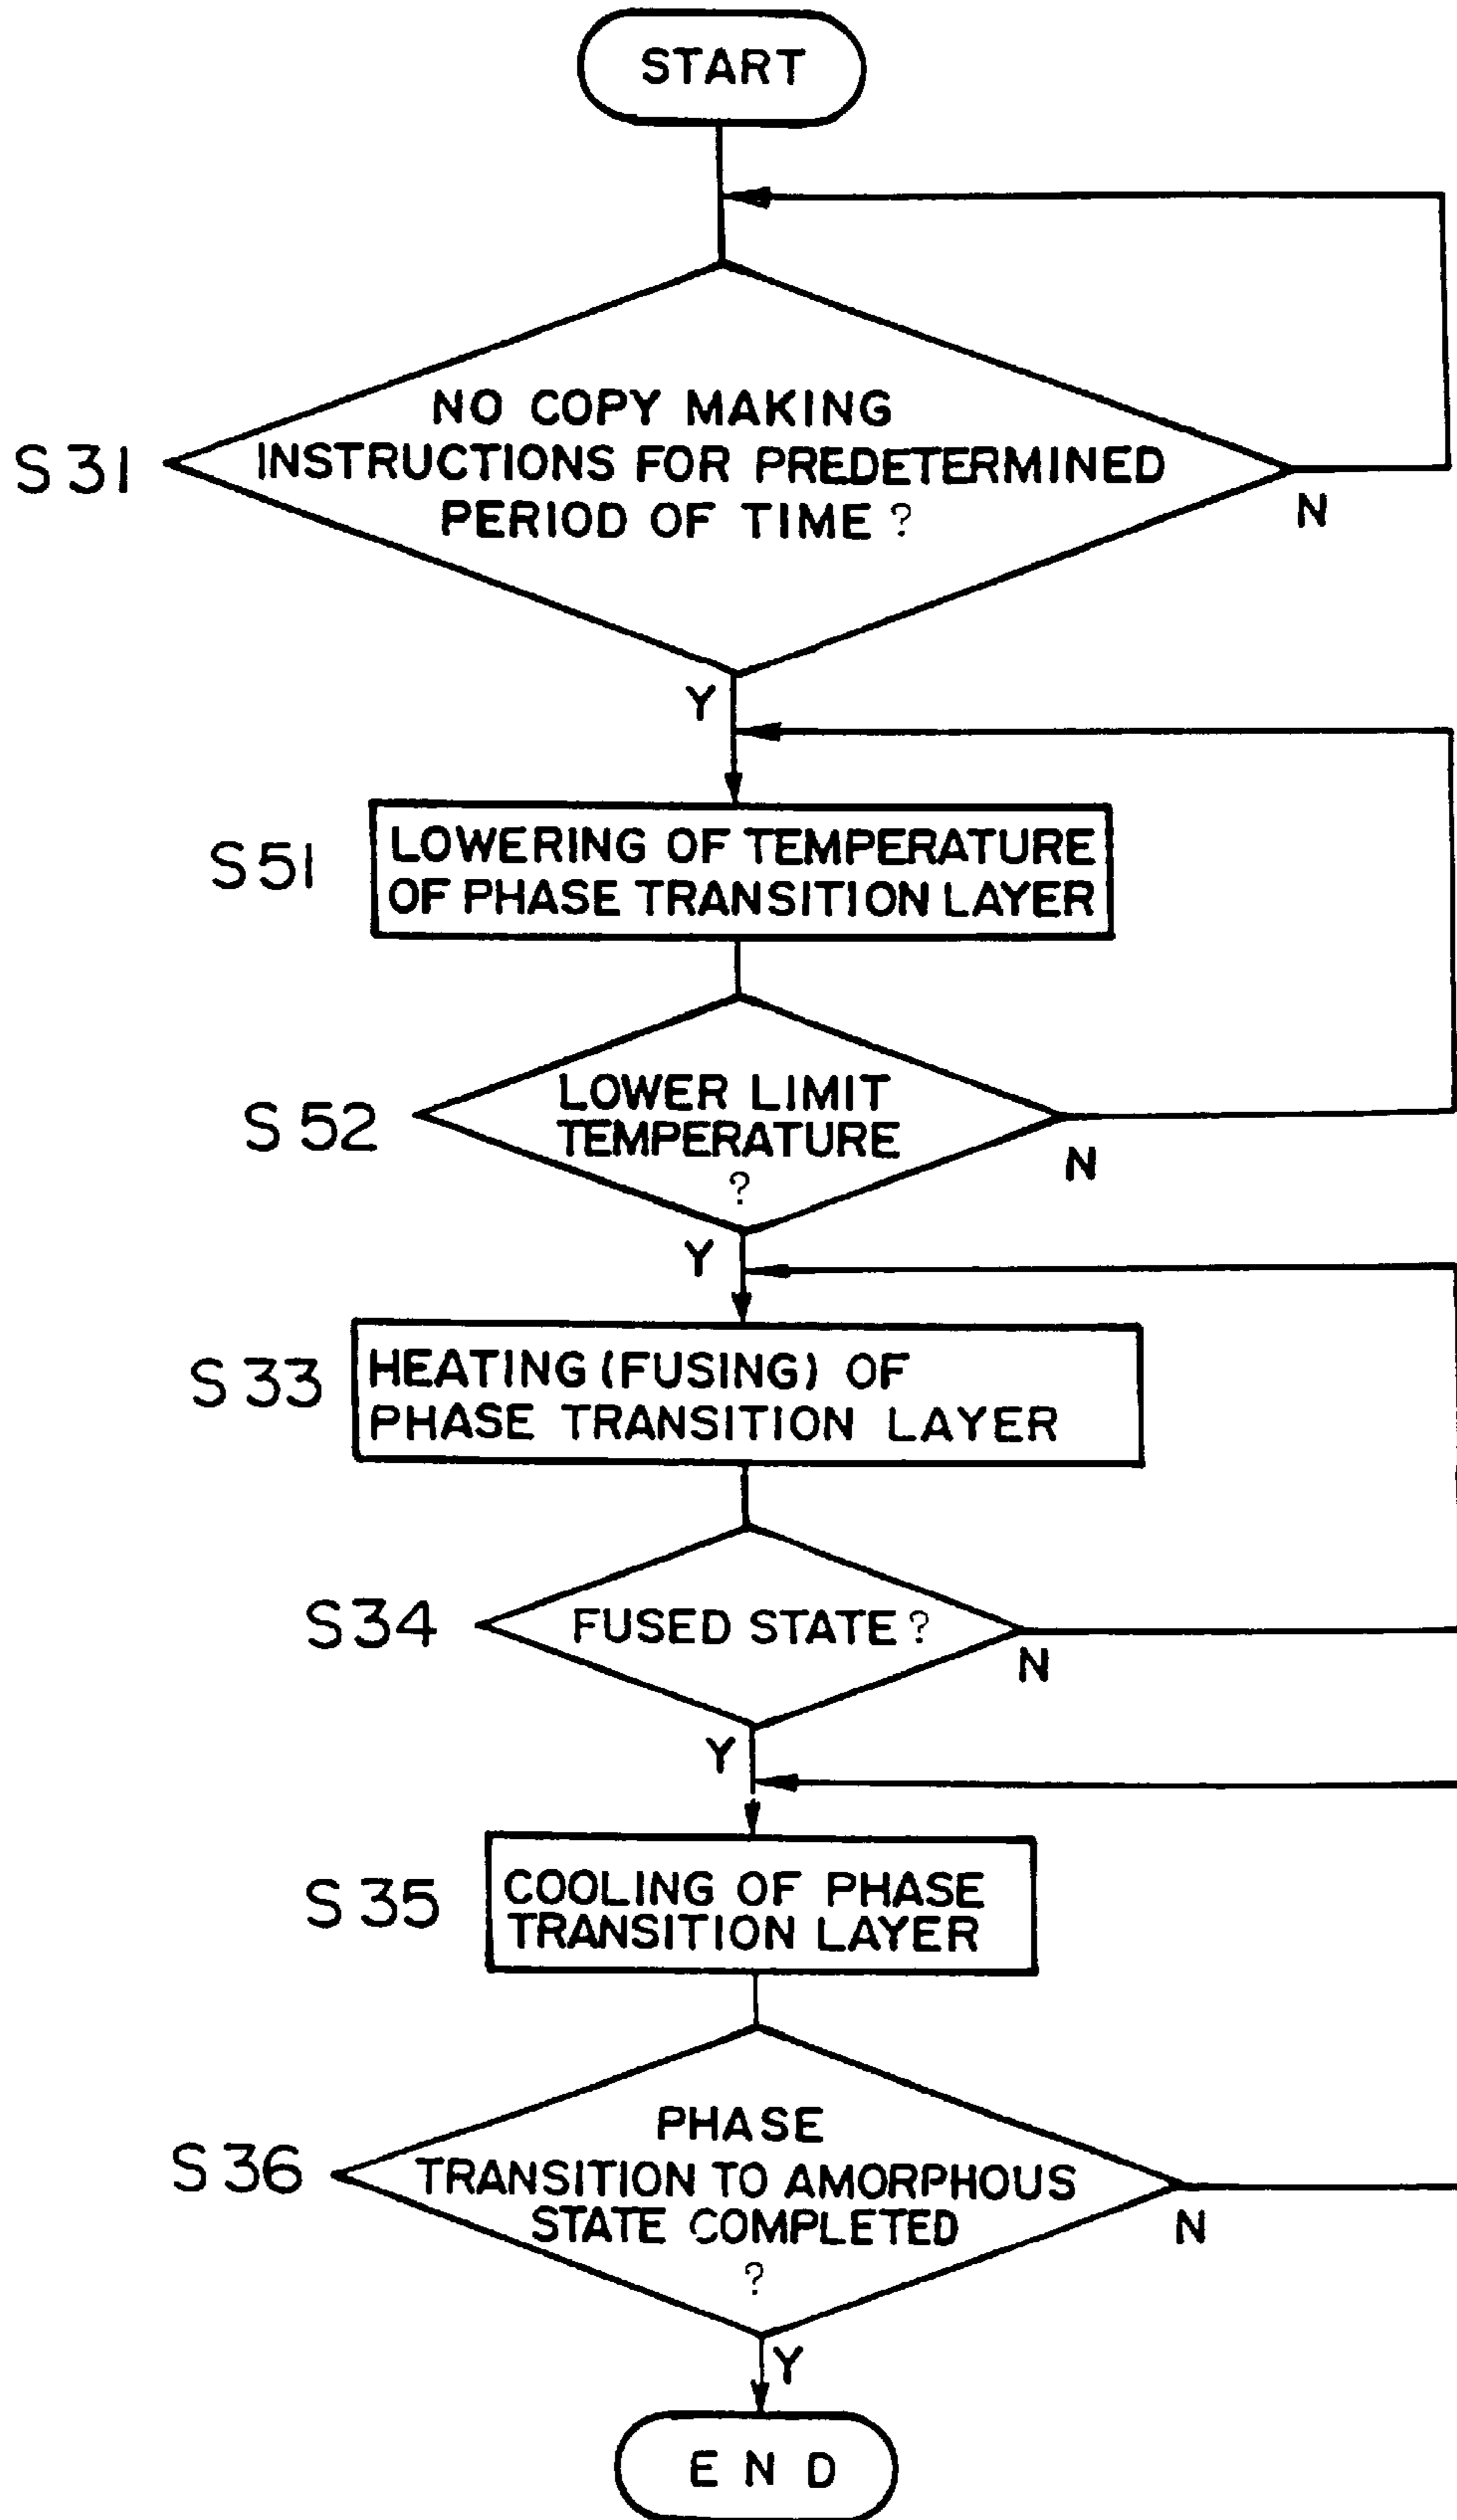 START
NO COPY MAKING
INSTRUCTIONS FOR PREDETERMINED
PERIOD OF TIME ?
S31
N
Y
S51
LOWERING OF TEMPERATURE
OF PHASE TRANSITION LAYER
S52
LOWER LIMIT
TEMPERATURE
?
N
Y
S33
HEATING (FUSING) OF
PHASE TRANSITION LAYER
S34
FUSED STATE ?
N
Y
S35
COOLING OF PHASE
TRANSITION LAYER
S36
PHASE
TRANSITION TO AMORPHOUS
STATE COMPLETED
?
N
Y
END